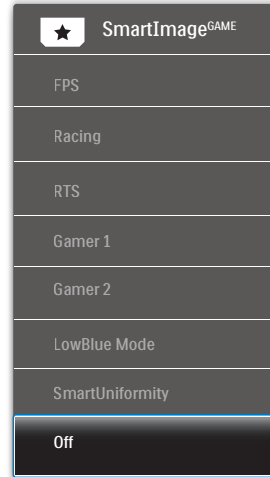 SmartImageGAME
FPS
Racing
RTS
Gamer 1
Gamer 2
LowBlue Mode
SmartUniformity
Off